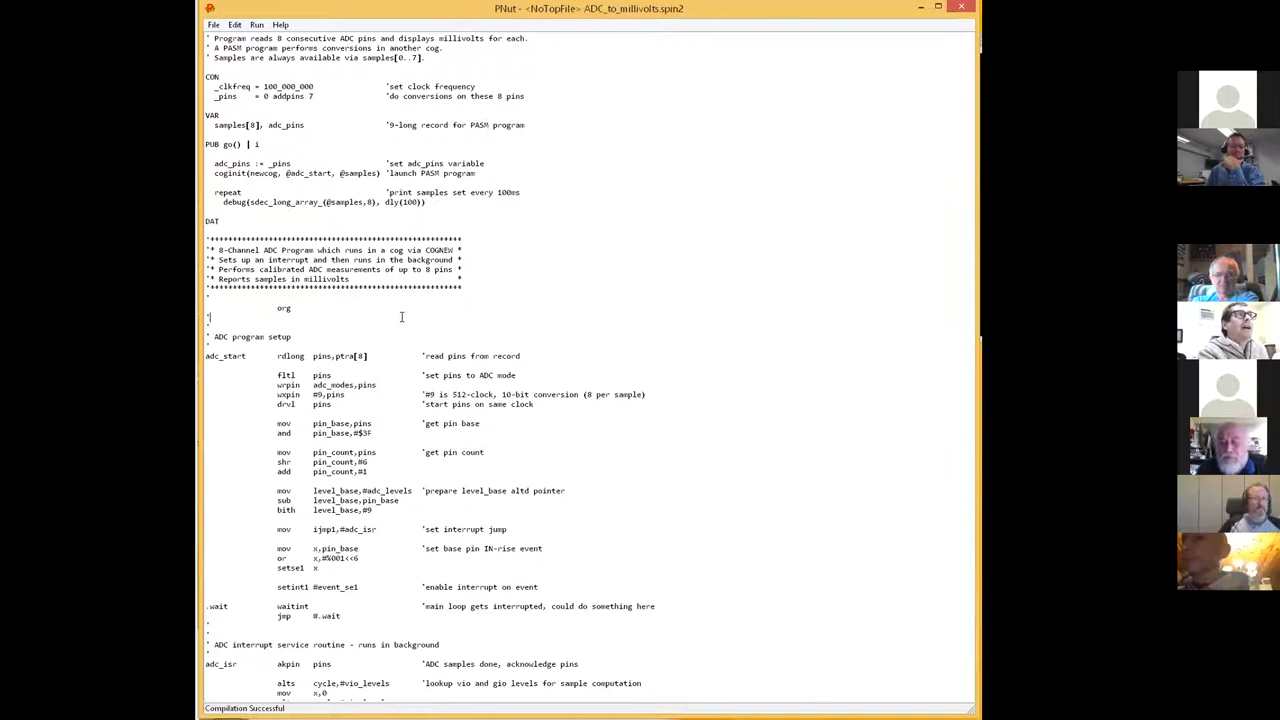 PNut - <NoTopFile> ADC_to_millivolts.spin2
File Edit Run Help
' Program reads 8 consecutive ADC pins and displays millivolts for each.
' A PASM program performs conversions in another cog.
' Samples are always available via samples[0..7].
CON
_clkfreq = 100_000_000 'set clock frequency
_pins = 0 addpins 7 'do conversions on these 8 pins
VAR
samples[8], adc_pins '9-long record for PASM program
PUB go() | i
adc_pins := _pins 'set adc_pins variable
coginit(newcog, @adc_start, @samples) 'launch PASM program
repeat 'print samples set every 100ms
debug(sdec_long_array_(@samples,8), dly(100))
DAT
'******************************************************
'* 8-Channel ADC Program which runs in a cog via COGNEW *
'* Sets up an interrupt and then runs in the background *
'* Performs calibrated ADC measurements of up to 8 pins *
'* Reports samples in millivolts *
'******************************************************
'
org
'
'
' ADC program setup
'
adc_start rdlong pins,ptra[8] 'read pins from record
fltl pins 'set pins to ADC mode
wrpin adc_modes,pins
wxpin #9,pins '#9 is 512-clock, 10-bit conversion (8 per sample)
drvl pins 'start pins on same clock
mov pin_base,pins 'get pin base
and pin_base,#$3F
mov pin_count,pins 'get pin count
shr pin_count,#6
add pin_count,#1
mov level_base,#adc_levels 'prepare level_base altd pointer
sub level_base,pin_base
bith level_base,#9
mov ijmp1,#adc_isr 'set interrupt jump
mov x,pin_base 'set base pin IN-rise event
or x,#%001<<6
setse1 x
setint1 #event_se1 'enable interrupt on event
.wait waitint 'main loop gets interrupted, could do something here
jmp #.wait
'
'
' ADC interrupt service routine - runs in background
'
adc_isr akpin pins 'ADC samples done, acknowledge pins
alts cycle,#vio_levels 'lookup vio and gio levels for sample computation
mov x,0
Compilation Successful